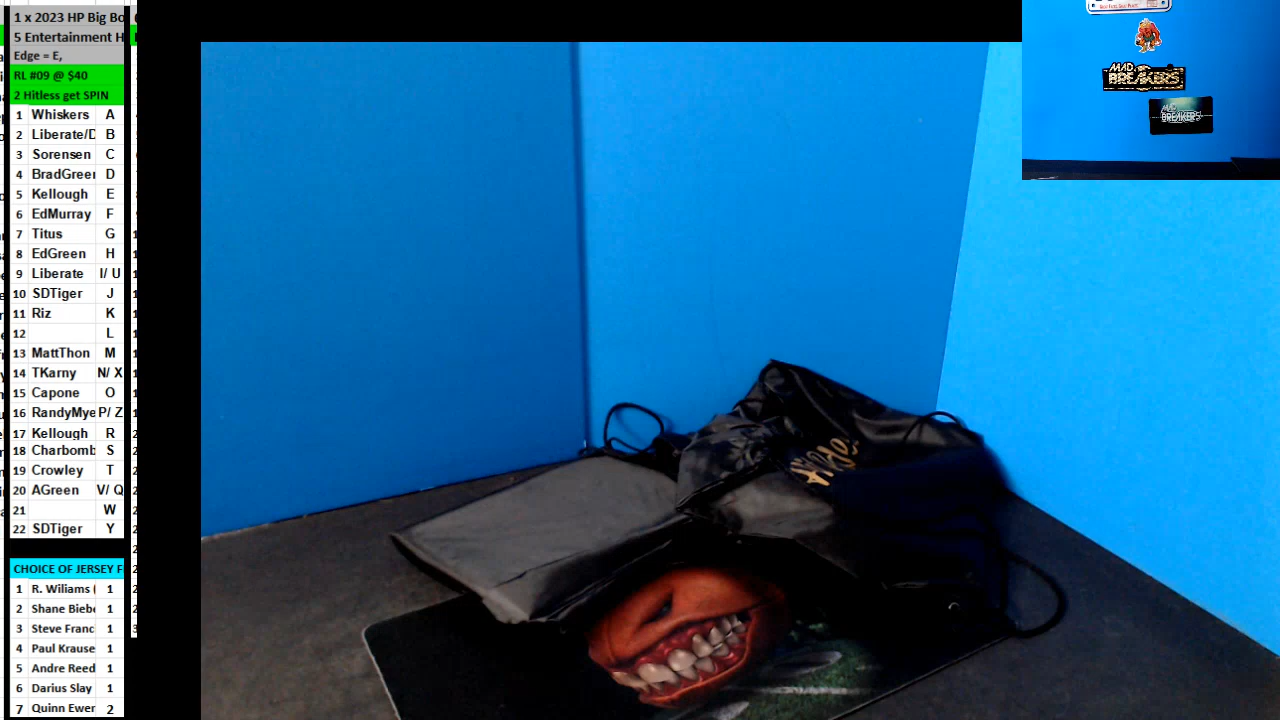 1 x 2023 HP Big Bo
5 Entertainment H
Edge = E,
RL #09 @ $40
2 Hitless get SPIN
1 Whiskers A
2 Liberate/D B
3 Sorensen C
4 BradGreen D
5 Kellough E
6 EdMurray F
7 Titus G
8 EdGreen H
9 Liberate I/ U
10 SDTiger J
11 Riz K
12 L
13 MattThon M
14 TKarny N/ X
15 Capone O
16 RandyMye P/ Z
17 Kellough R
18 Charbomb S
19 Crowley T
20 AGreen V/ Q
21 W
22 SDTiger Y
CHOICE OF JERSEY F
1 R. Wiliams ( 1
2 Shane Biebe 1
3 Steve Franc 1
4 Paul Krause 1
5 Andre Reed 1
6 Darius Slay 1
7 Quinn Ewer 2
MAD
BREAKERS
MAD
BREAKERS